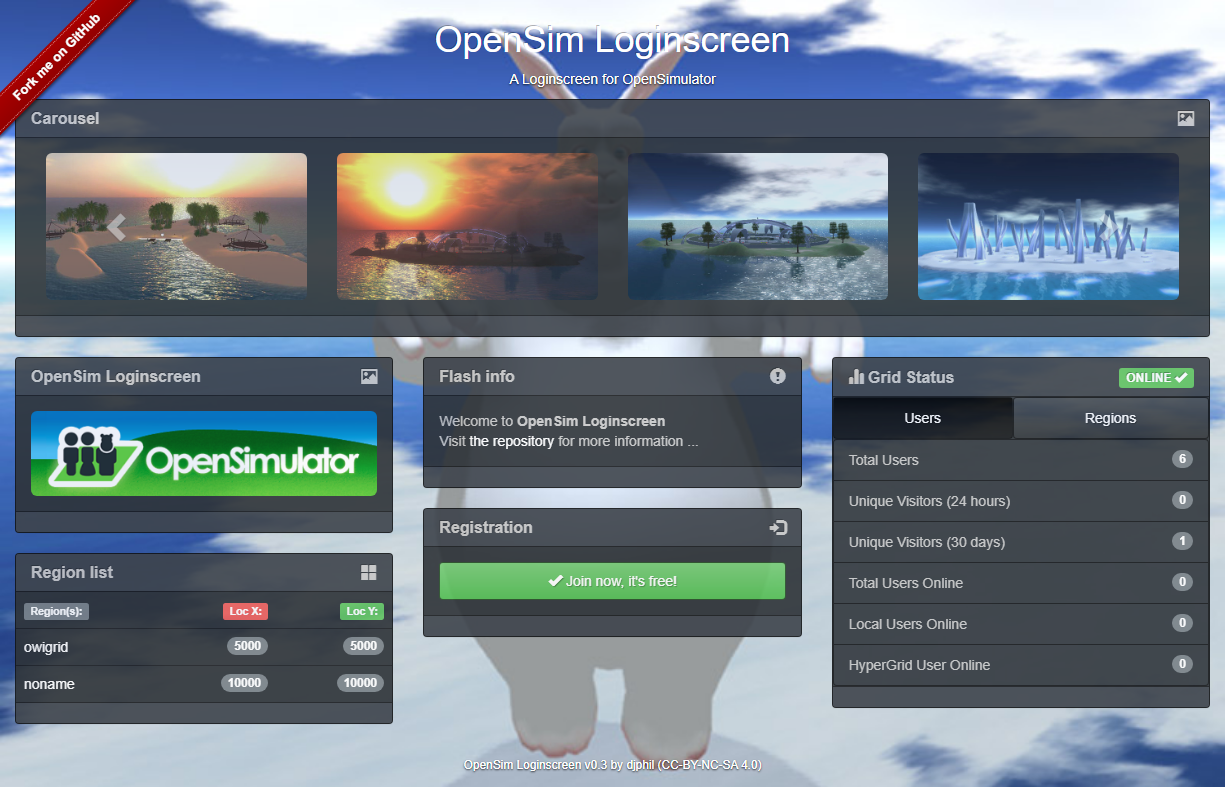 Fork me on GitHub
OpenSim Loginscreen
A Loginscreen for OpenSimulator
Carousel
OpenSim Loginscreen
OpenSimulator
Region list
Region(s): Loc X: Loc Y:
owigrid 5000 5000
noname 10000 10000
Flash info
Welcome to OpenSim Loginscreen
Visit the repository for more information ...
Registration
Join now, it's free!
Grid Status ONLINE
Users Regions
Total Users 6
Unique Visitors (24 hours) 0
Unique Visitors (30 days) 1
Total Users Online 0
Local Users Online 0
HyperGrid User Online 0
OpenSim Loginscreen v0.3 by djphil (CC-BY-NC-SA 4.0)